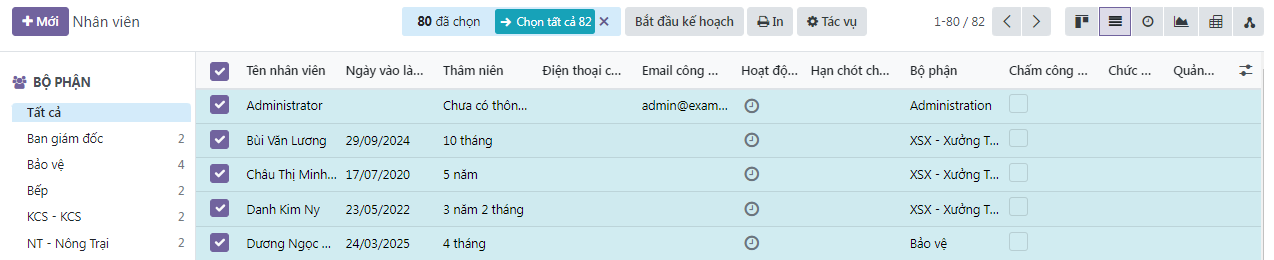 Mới Nhân viên 80 đã chọn Chọn tất cả 82 Bắt đầu kế hoạch In Tác vụ 1-80 / 82
BỘ PHẬN
Tất cả
Ban giám đốc 2
Bảo vệ 4
Bếp 2
KCS - KCS 2
NT - Nông Trại 2
Tên nhân viên Ngày vào là... Thâm niên Điện thoại c... Email công ... Hoạt độ... Hạn chót ch... Bộ phận Chấm công ... Chức ... Quản...
Administrator Chưa có thôn... admin@exam... Administration
Bùi Văn Lương 29/09/2024 10 tháng XSX - Xưởng T...
Châu Thị Minh... 17/07/2020 5 năm XSX - Xưởng T...
Danh Kim Ny 23/05/2022 3 năm 2 tháng XSX - Xưởng T...
Dương Ngọc ... 24/03/2025 4 tháng Bảo vệ